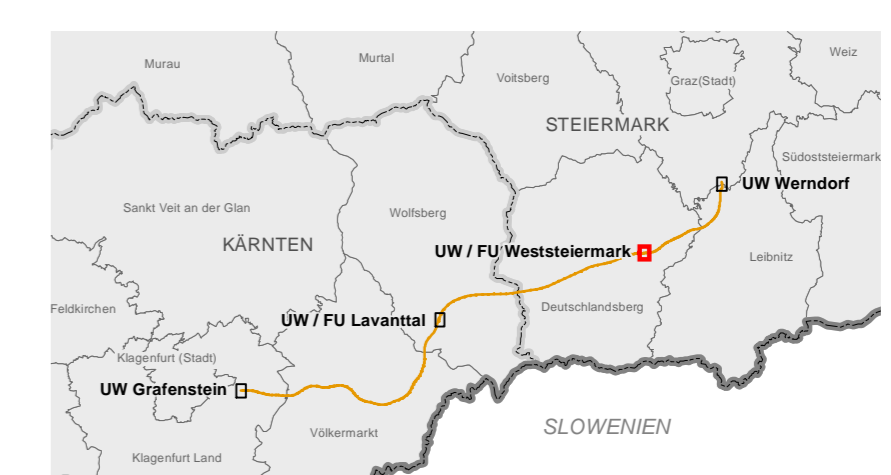 Murau
Murtal
Voitsberg
Graz(Stadt)
Weiz
STEIERMARK
Südoststeiermark
UW Werndorf
Sankt Veit an der Glan
Wolfsberg
KÄRNTEN
UW / FU Weststeiermark
Leibnitz
Feldkirchen
UW / FU Lavanttal
Deutschlandsberg
Klagenfurt (Stadt)
UW Grafenstein
Völkermarkt
SLOWENIEN
Klagenfurt Land